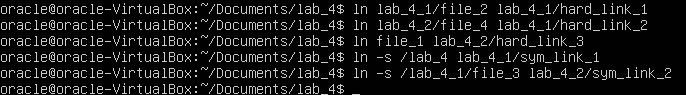 oracle@oracle-VirtualBox:~/Documents/lab_4$ ln lab_4_1/file_2 lab_4_1/hard_link_1
oracle@oracle-VirtualBox:~/Documents/lab_4$ ln lab_4_2/file_4 lab_4_1/hard_link_2
oracle@oracle-VirtualBox:~/Documents/lab_4$ ln file_1 lab_4_2/hard_link_3
oracle@oracle-VirtualBox:~/Documents/lab_4$ ln -s /lab_4 lab_4_1/sym_link_1
oracle@oracle-VirtualBox:~/Documents/lab_4$ ln -s /lab_4_1/file_3 lab_4_2/sym_link_2
oracle@oracle-VirtualBox:~/Documents/lab_4$ _